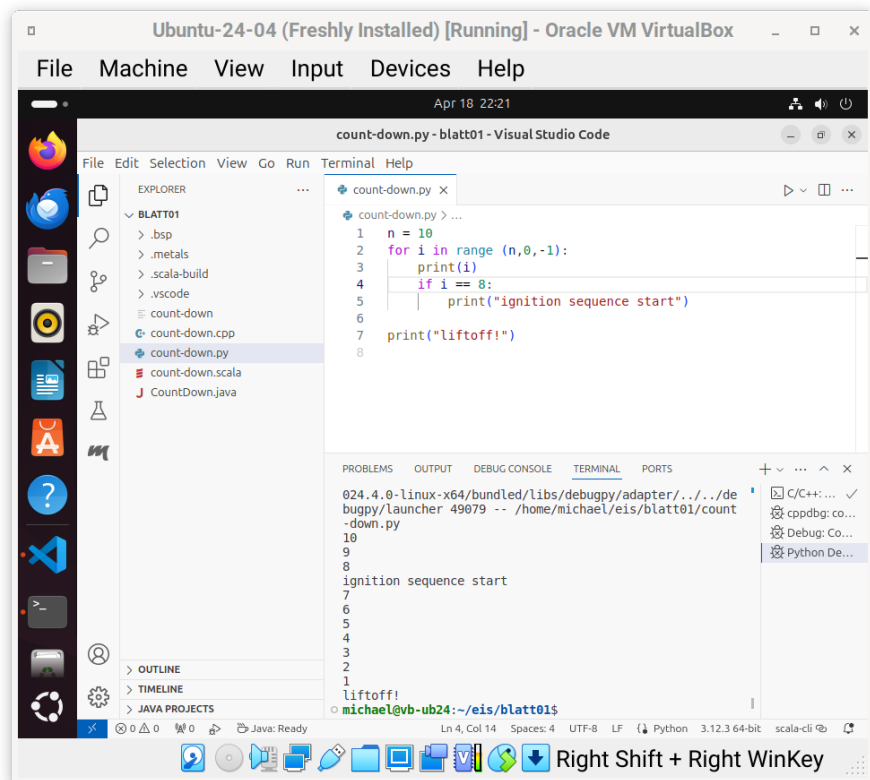 Ubuntu-24-04 (Freshly Installed) [Running] - Oracle VM VirtualBox
File Machine View Input Devices Help
Apr 18 22:21
count-down.py - blatt01 - Visual Studio Code
File Edit Selection View Go Run Terminal Help
EXPLORER
BLATT01
.bsp
.metals
.scala-build
.vscode
count-down
count-down.cpp
count-down.py
count-down.scala
J CountDown.java
OUTLINE
TIMELINE
JAVA PROJECTS
count-down.py
count-down.py > ...
1 n = 10
2 for i in range (n,0,-1):
3 print(i)
4 if i == 8:
5 print("ignition sequence start")
6
7 print("liftoff!")
8
PROBLEMS OUTPUT DEBUG CONSOLE TERMINAL PORTS
024.4.0-linux-x64/bundled/libs/debugpy/adapter/../../de
bugpy/launcher 49079 -- /home/michael/eis/blatt01/count
-down.py
10
9
8
ignition sequence start
7
6
5
4
3
2
1
liftoff!
michael@vb-ub24:~/eis/blatt01$
C/C++: ...
cppdbg: co...
Debug: Co...
Python De...
0 0 0 Java: Ready Ln 4, Col 14 Spaces: 4 UTF-8 LF Python 3.12.3 64-bit scala-cli
Right Shift + Right WinKey